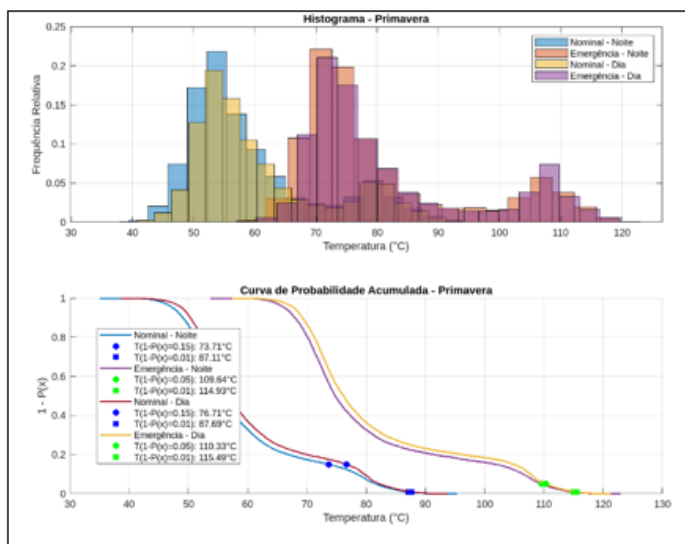 Histograma - Primavera
0.25
0.2
0.15
0.1
0.05
0
Frequência Relativa
Nominal - Noite
Emergência - Noite
Nominal - Dia
Emergência - Dia
30 40 50 60 70 80 90 100 110 120
Temperatura (°C)
Curva de Probabilidade Acumulada - Primavera
1
0.8
0.6
0.4
0.2
0
1 - P(x)
Nominal - Noite
T(1-P(x)=0.15): 73.71°C
T(1-P(x)=0.01): 87.11°C
Emergência - Noite
T(1-P(x)=0.05): 109.64°C
T(1-P(x)=0.01): 114.93°C
Nominal - Dia
T(1-P(x)=0.15): 76.71°C
T(1-P(x)=0.01): 87.69°C
Emergência - Dia
T(1-P(x)=0.05): 110.33°C
T(1-P(x)=0.01): 115.49°C
30 40 50 60 70 80 90 100 110 120 130
Temperatura (°C)